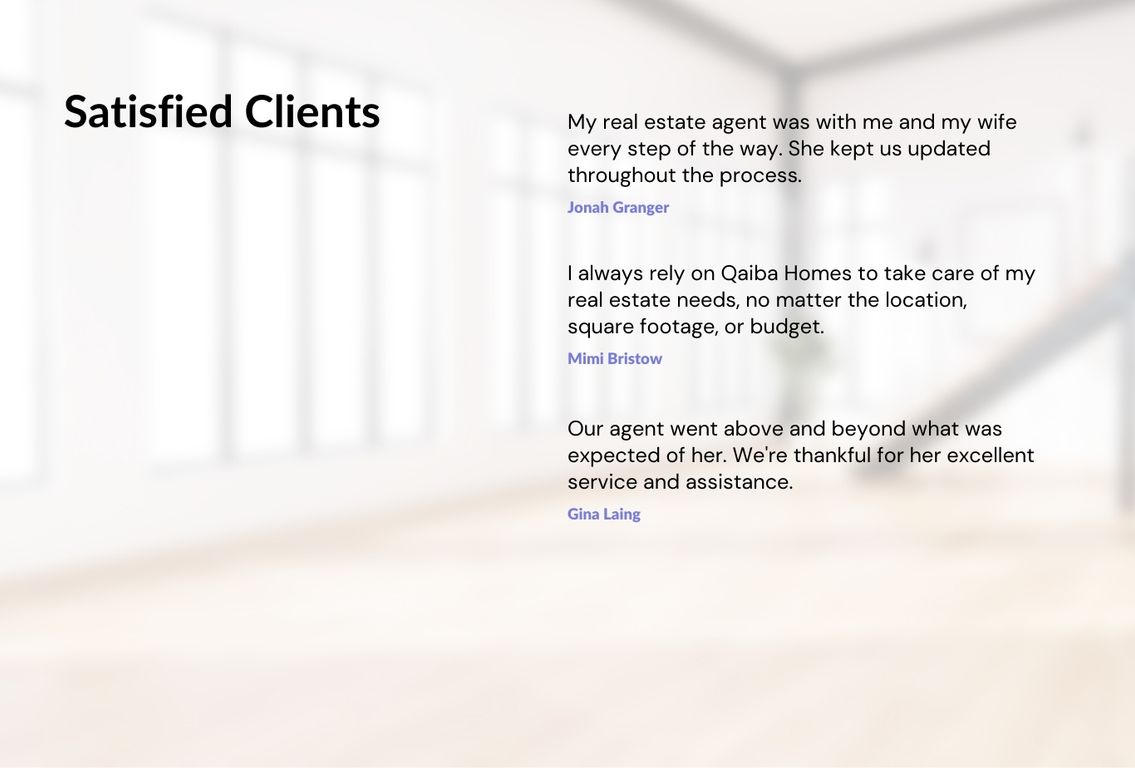 Satisfied Clients
My real estate agent was with me and my wife
every step of the way. She kept us updated
throughout the process.
Jonah Granger
I always rely on Qaiba Homes to take care of my
real estate needs, no matter the location,
square footage, or budget.
Mimi Bristow
Our agent went above and beyond what was
expected of her. We're thankful for her excellent
service and assistance.
Gina Laing